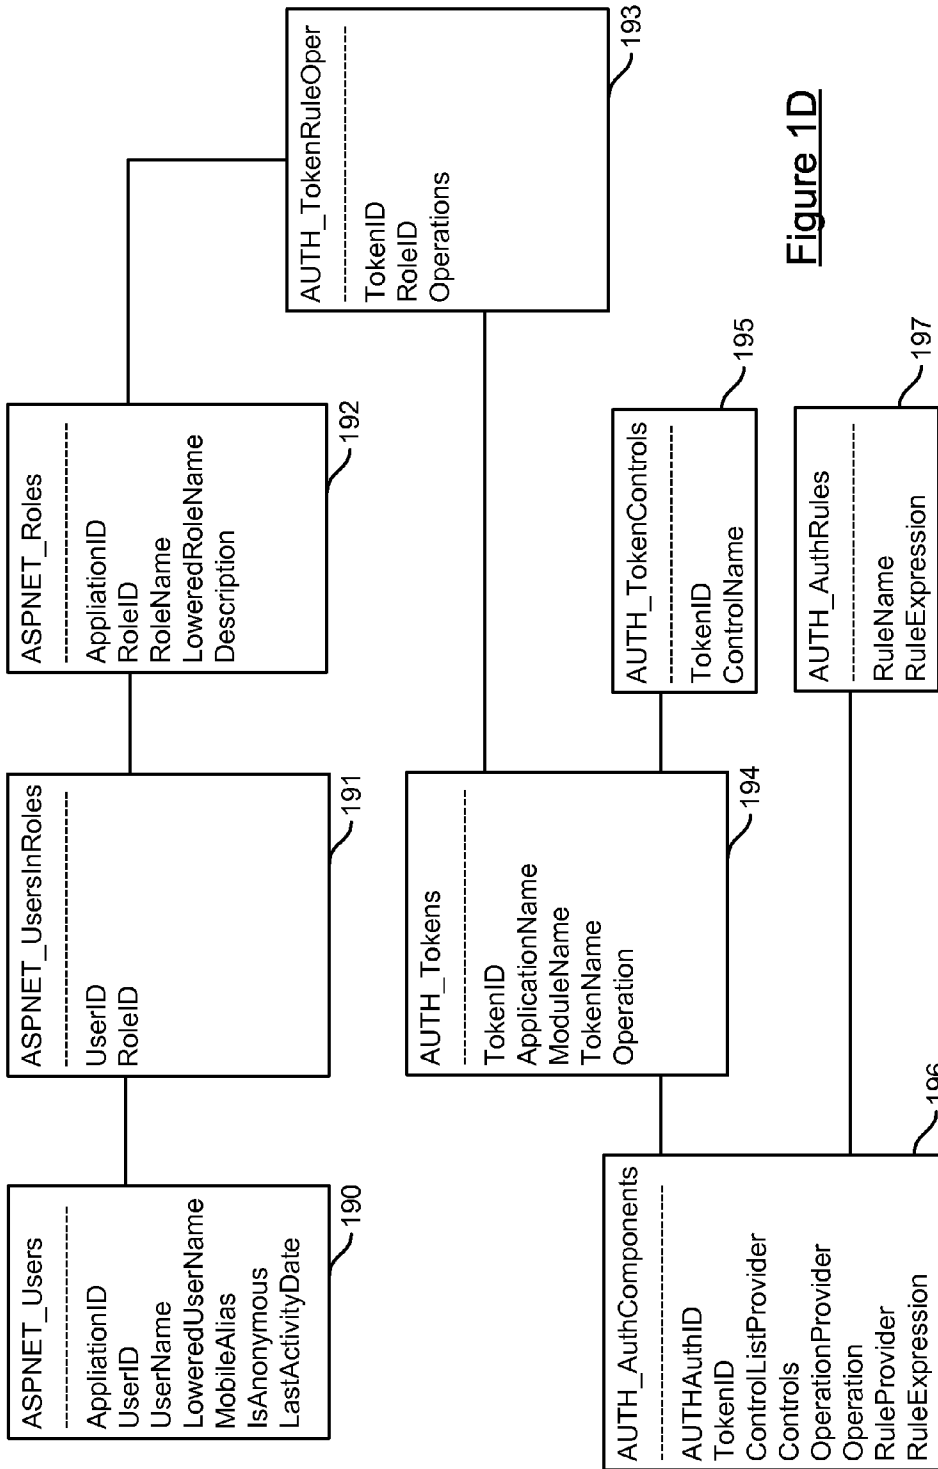 ASPNET_Users
AppliationID
UserID
UserName
LoweredUserName
MobileAlias
IsAnonymous
LastActivityDate
190
ASPNET_UsersInRoles
UserID
RoleID
191
ASPNET_Roles
AppliationID
RoleID
RoleName
LoweredRoleName
Description
192
AUTH_TokenRuleOper
TokenID
RoleID
Operations
193
AUTH_Tokens
TokenID
ApplicationName
ModuleName
TokenName
Operation
194
AUTH_TokenControls
TokenID
ControlName
195
AUTH_AuthComponents
AUTHAuthID
TokenID
ControlListProvider
Controls
OperationProvider
Operation
RuleProvider
RuleExpression
196
AUTH_AuthRules
RuleName
RuleExpression
197
Figure 1D